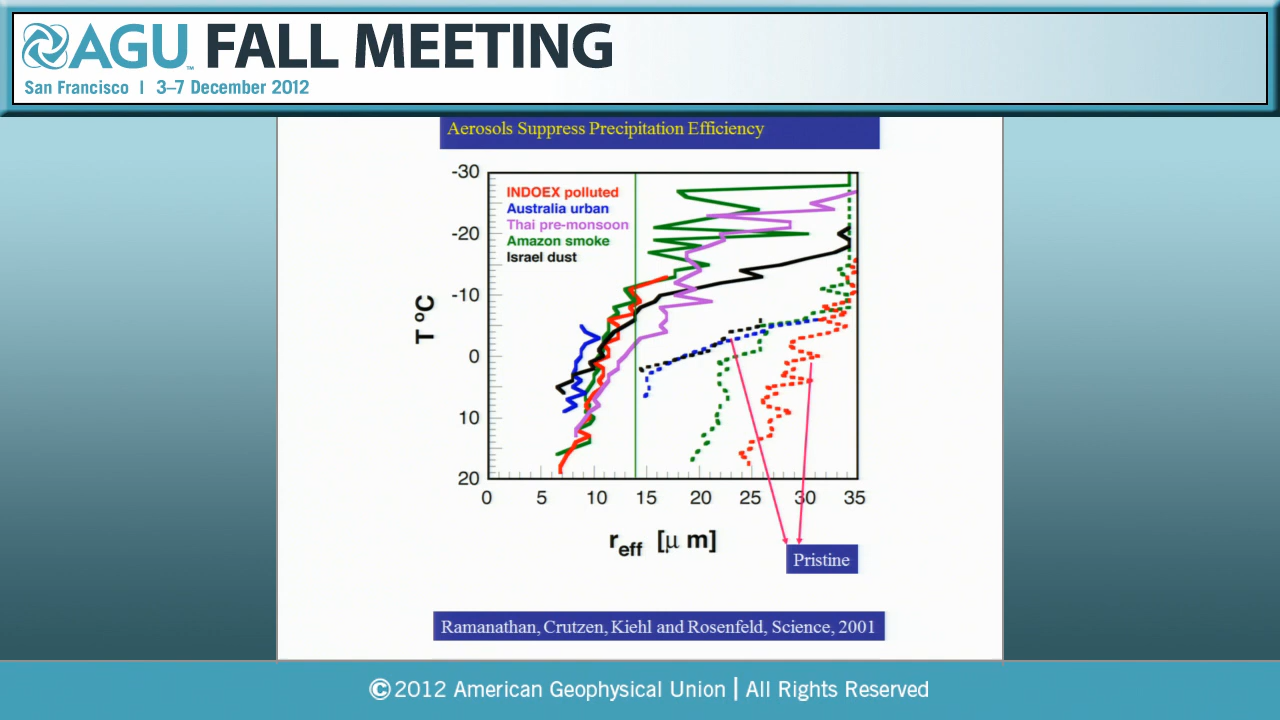 AGU™ FALL MEETING
San Francisco | 3–7 December 2012
Aerosols Suppress Precipitation Efficiency
-30
-20
-10
0
10
20
T °C
INDOEX polluted
Australia urban
Thai pre-monsoon
Amazon smoke
Israel dust
0 5 10 15 20 25 30 35
reff [μ m]
Pristine
Ramanathan, Crutzen, Kiehl and Rosenfeld, Science, 2001
© 2012 American Geophysical Union | All Rights Reserved